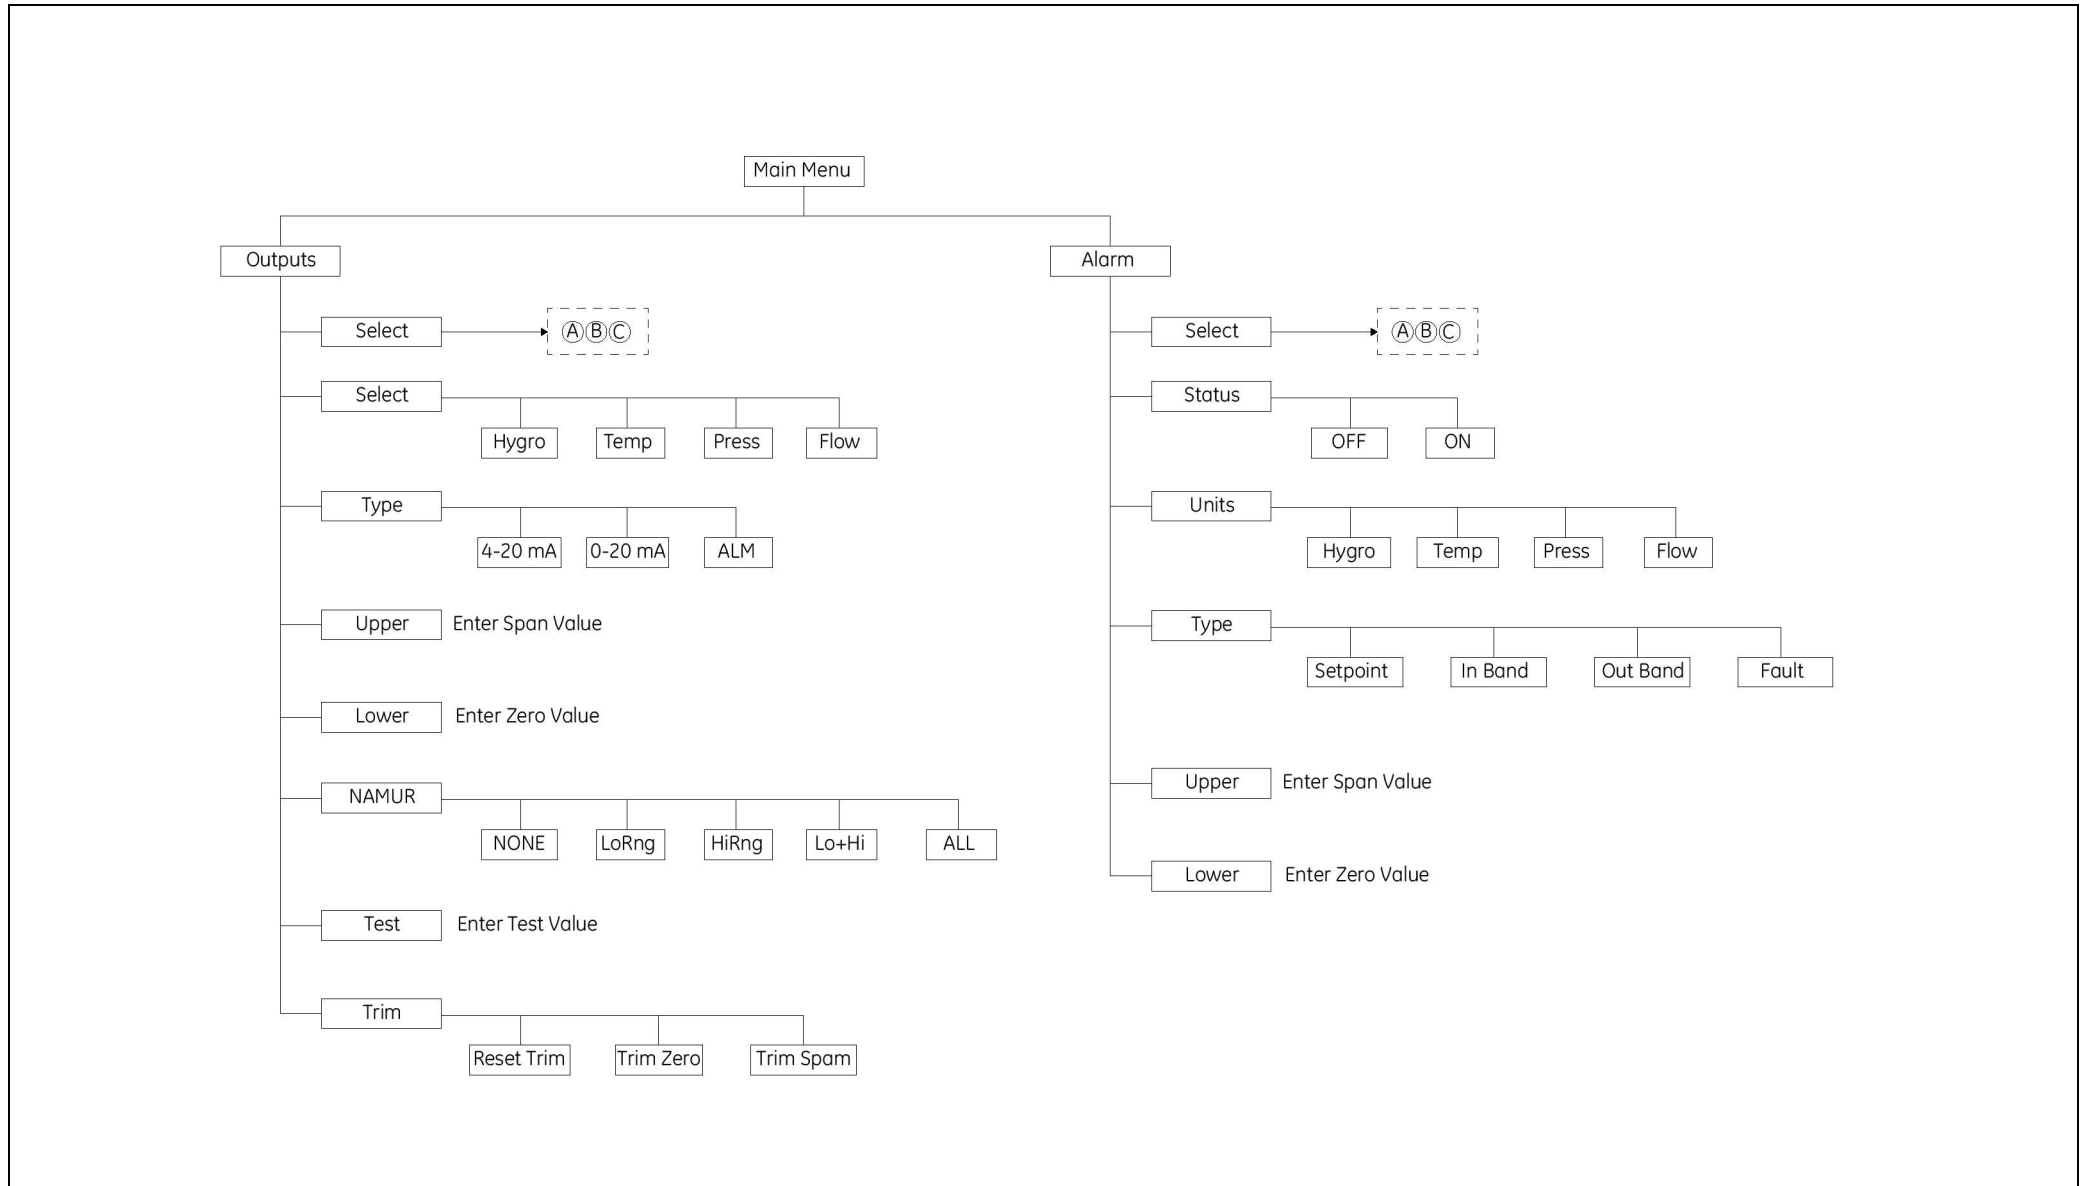 Main Menu
Outputs
Select
A B C
Select
Hygro
Temp
Press
Flow
Type
4-20 mA
0-20 mA
ALM
Upper
Enter Span Value
Lower
Enter Zero Value
NAMUR
NONE
LoRng
HiRng
Lo+Hi
ALL
Test
Enter Test Value
Trim
Reset Trim
Trim Zero
Trim Spam
Alarm
Select
A B C
Status
OFF
ON
Units
Hygro
Temp
Press
Flow
Type
Setpoint
In Band
Out Band
Fault
Upper
Enter Span Value
Lower
Enter Zero Value